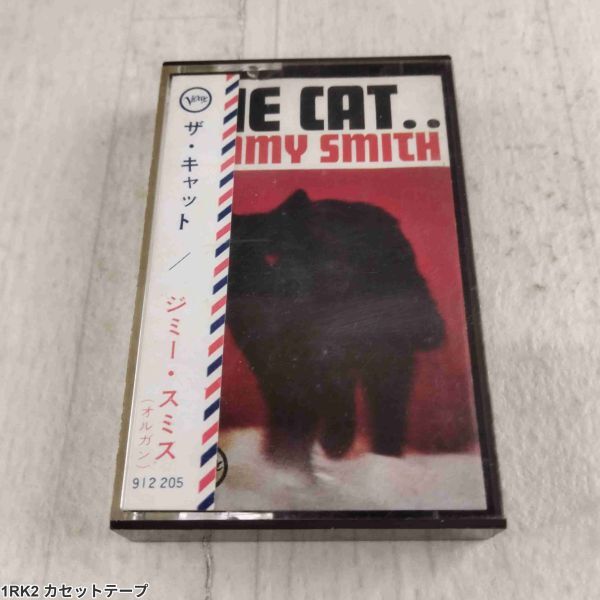 Verve
ザ・キャット / ジミー・スミス
(オルガン)
912 205
HE CAT..
MMY SMITH
1RK2 カセットテープ